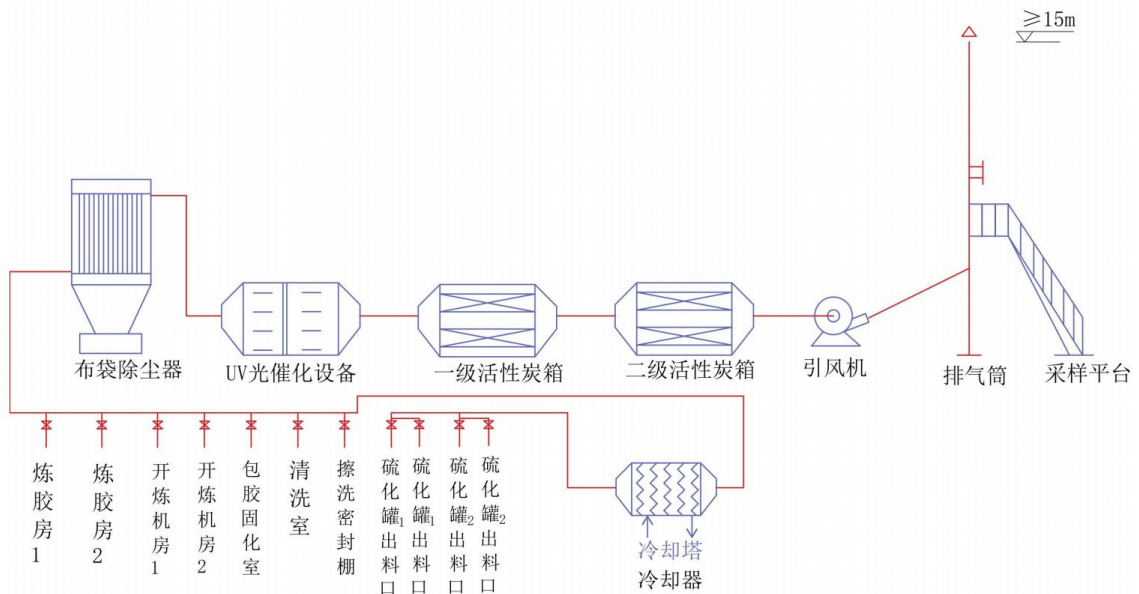 ≥15m
布袋除尘器
UV光催化设备
一级活性炭箱
二级活性炭箱
引风机
排气筒
采样平台
炼胶房1
炼胶房2
开炼机房1
开炼机房2
包胶固化室
清洗室
擦洗密封棚
硫化罐1出料口
硫化罐1出料口
硫化罐2出料口
硫化罐2出料口
冷却塔
冷却器